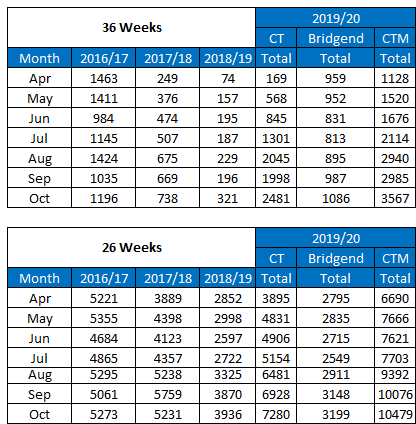 36 Weeks 2019/20
CT Bridgend CTM
Month 2016/17 2017/18 2018/19 Total Total Total
Apr 1463 249 74 169 959 1128
May 1411 376 157 568 952 1520
Jun 984 474 195 845 831 1676
Jul 1145 507 187 1301 813 2114
Aug 1424 675 229 2045 895 2940
Sep 1035 669 196 1998 987 2985
Oct 1196 738 321 2481 1086 3567
26 Weeks 2019/20
CT Bridgend CTM
Month 2016/17 2017/18 2018/19 Total Total Total
Apr 5221 3889 2852 3895 2795 6690
May 5355 4398 2998 4831 2835 7666
Jun 4684 4123 2597 4906 2715 7621
Jul 4865 4357 2722 5154 2549 7703
Aug 5295 5238 3325 6481 2911 9392
Sep 5061 5759 3870 6928 3148 10076
Oct 5273 5231 3936 7280 3199 10479